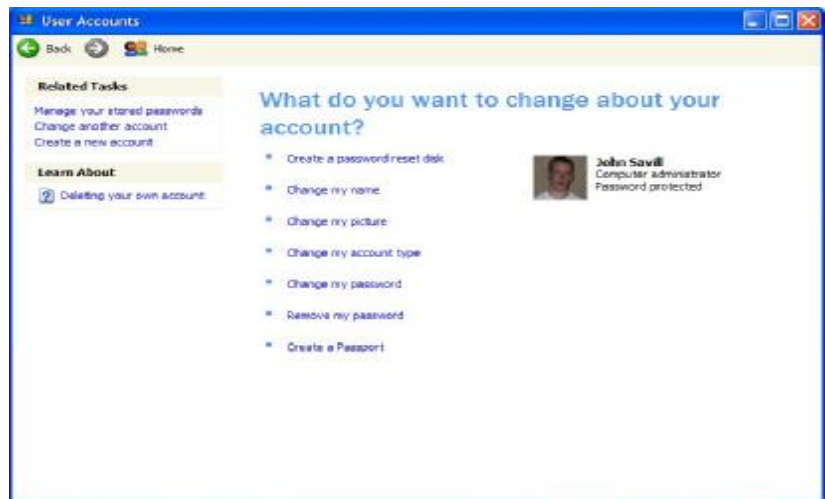 User Accounts
Back Home
Related Tasks
Manage your stored passwords
Change another account
Create a new account
Learn About
Deleting your own account
What do you want to change about your
account?
Create a password reset disk
Change my name
Change my picture
Change my account type
Change my password
Remove my password
Create a Passport
John Savill
Computer administrator
Password protected